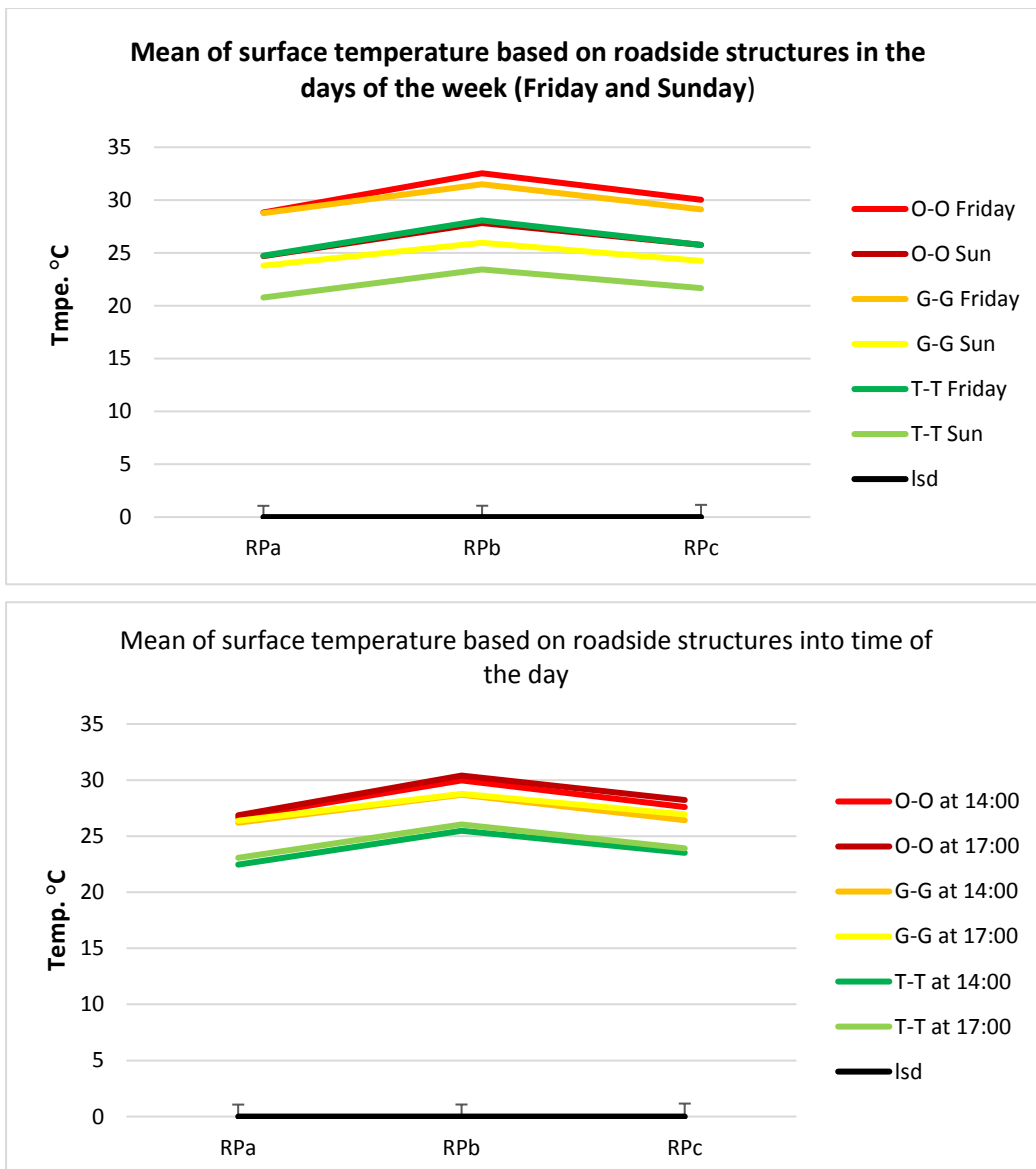 Mean of surface temperature based on roadside structures in the
days of the week (Friday and Sunday)
35
30
25
20
15
10
5
0
Tmpe. °C
RPa RPb RPc
O-O Friday
O-O Sun
G-G Friday
G-G Sun
T-T Friday
T-T Sun
lsd
Mean of surface temperature based on roadside structures into time of
the day
35
30
25
20
15
10
5
0
Temp. °C
RPa RPb RPc
O-O at 14:00
O-O at 17:00
G-G at 14:00
G-G at 17:00
T-T at 14:00
T-T at 17:00
lsd